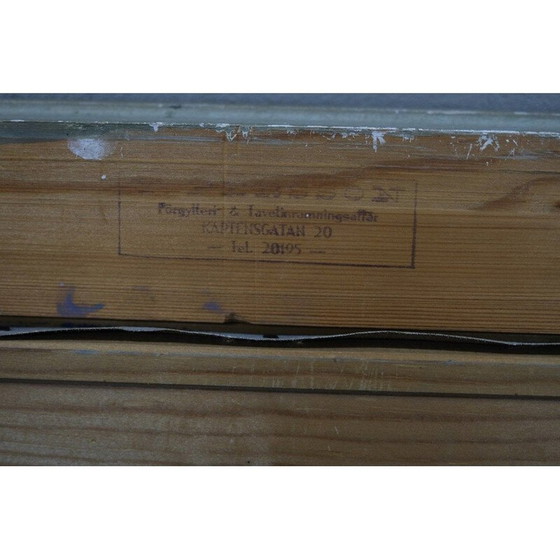 Förgylleri- & Tavelinramningsaffär
KAPTENSGATAN 20
— Tel. 20195 —